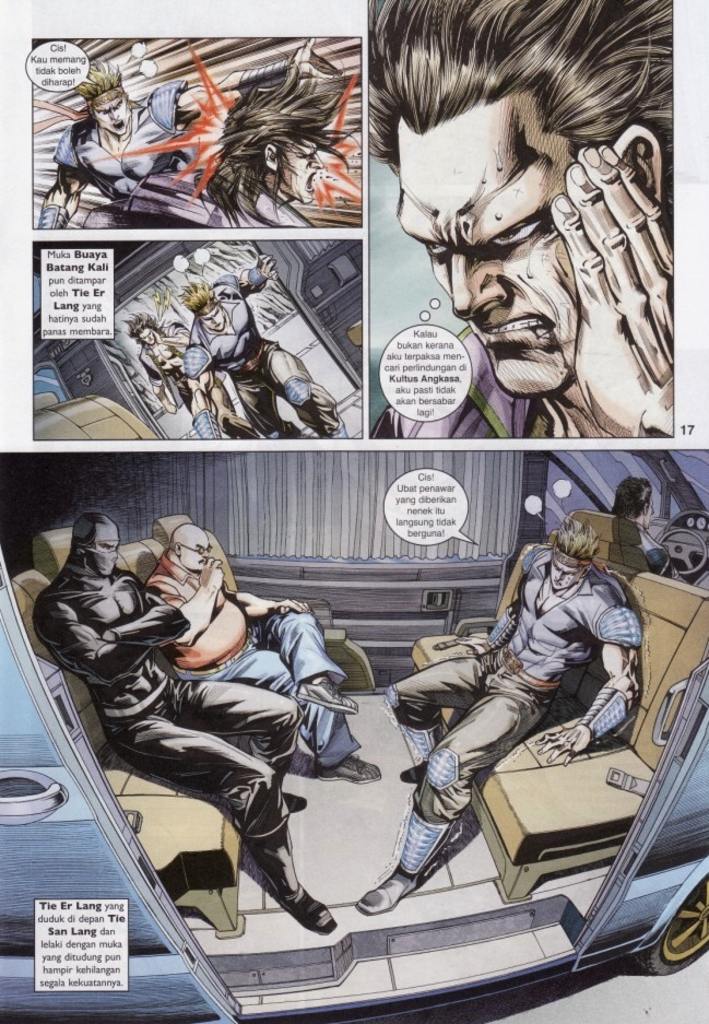 Cis!
Kau memang
tidak boleh
diharap!
Muka Buaya
Batang Kali
pun ditampar
oleh Tie Er
Lang yang
hatinya sudah
panas membara.
Kalau
bukan kerana
aku terpaksa men-
cari perlindungan di
Kultus Angkasa,
aku pasti tidak
akan bersabar
lagi!
17
Cis!
Ubat penawar
yang diberikan
nenek itu
langsung tidak
berguna!
Tie Er Lang yang
duduk di depan Tie
San Lang dan
lelaki dengan muka
yang ditudung pun
hampir kehilangan
segala kekuatannya.